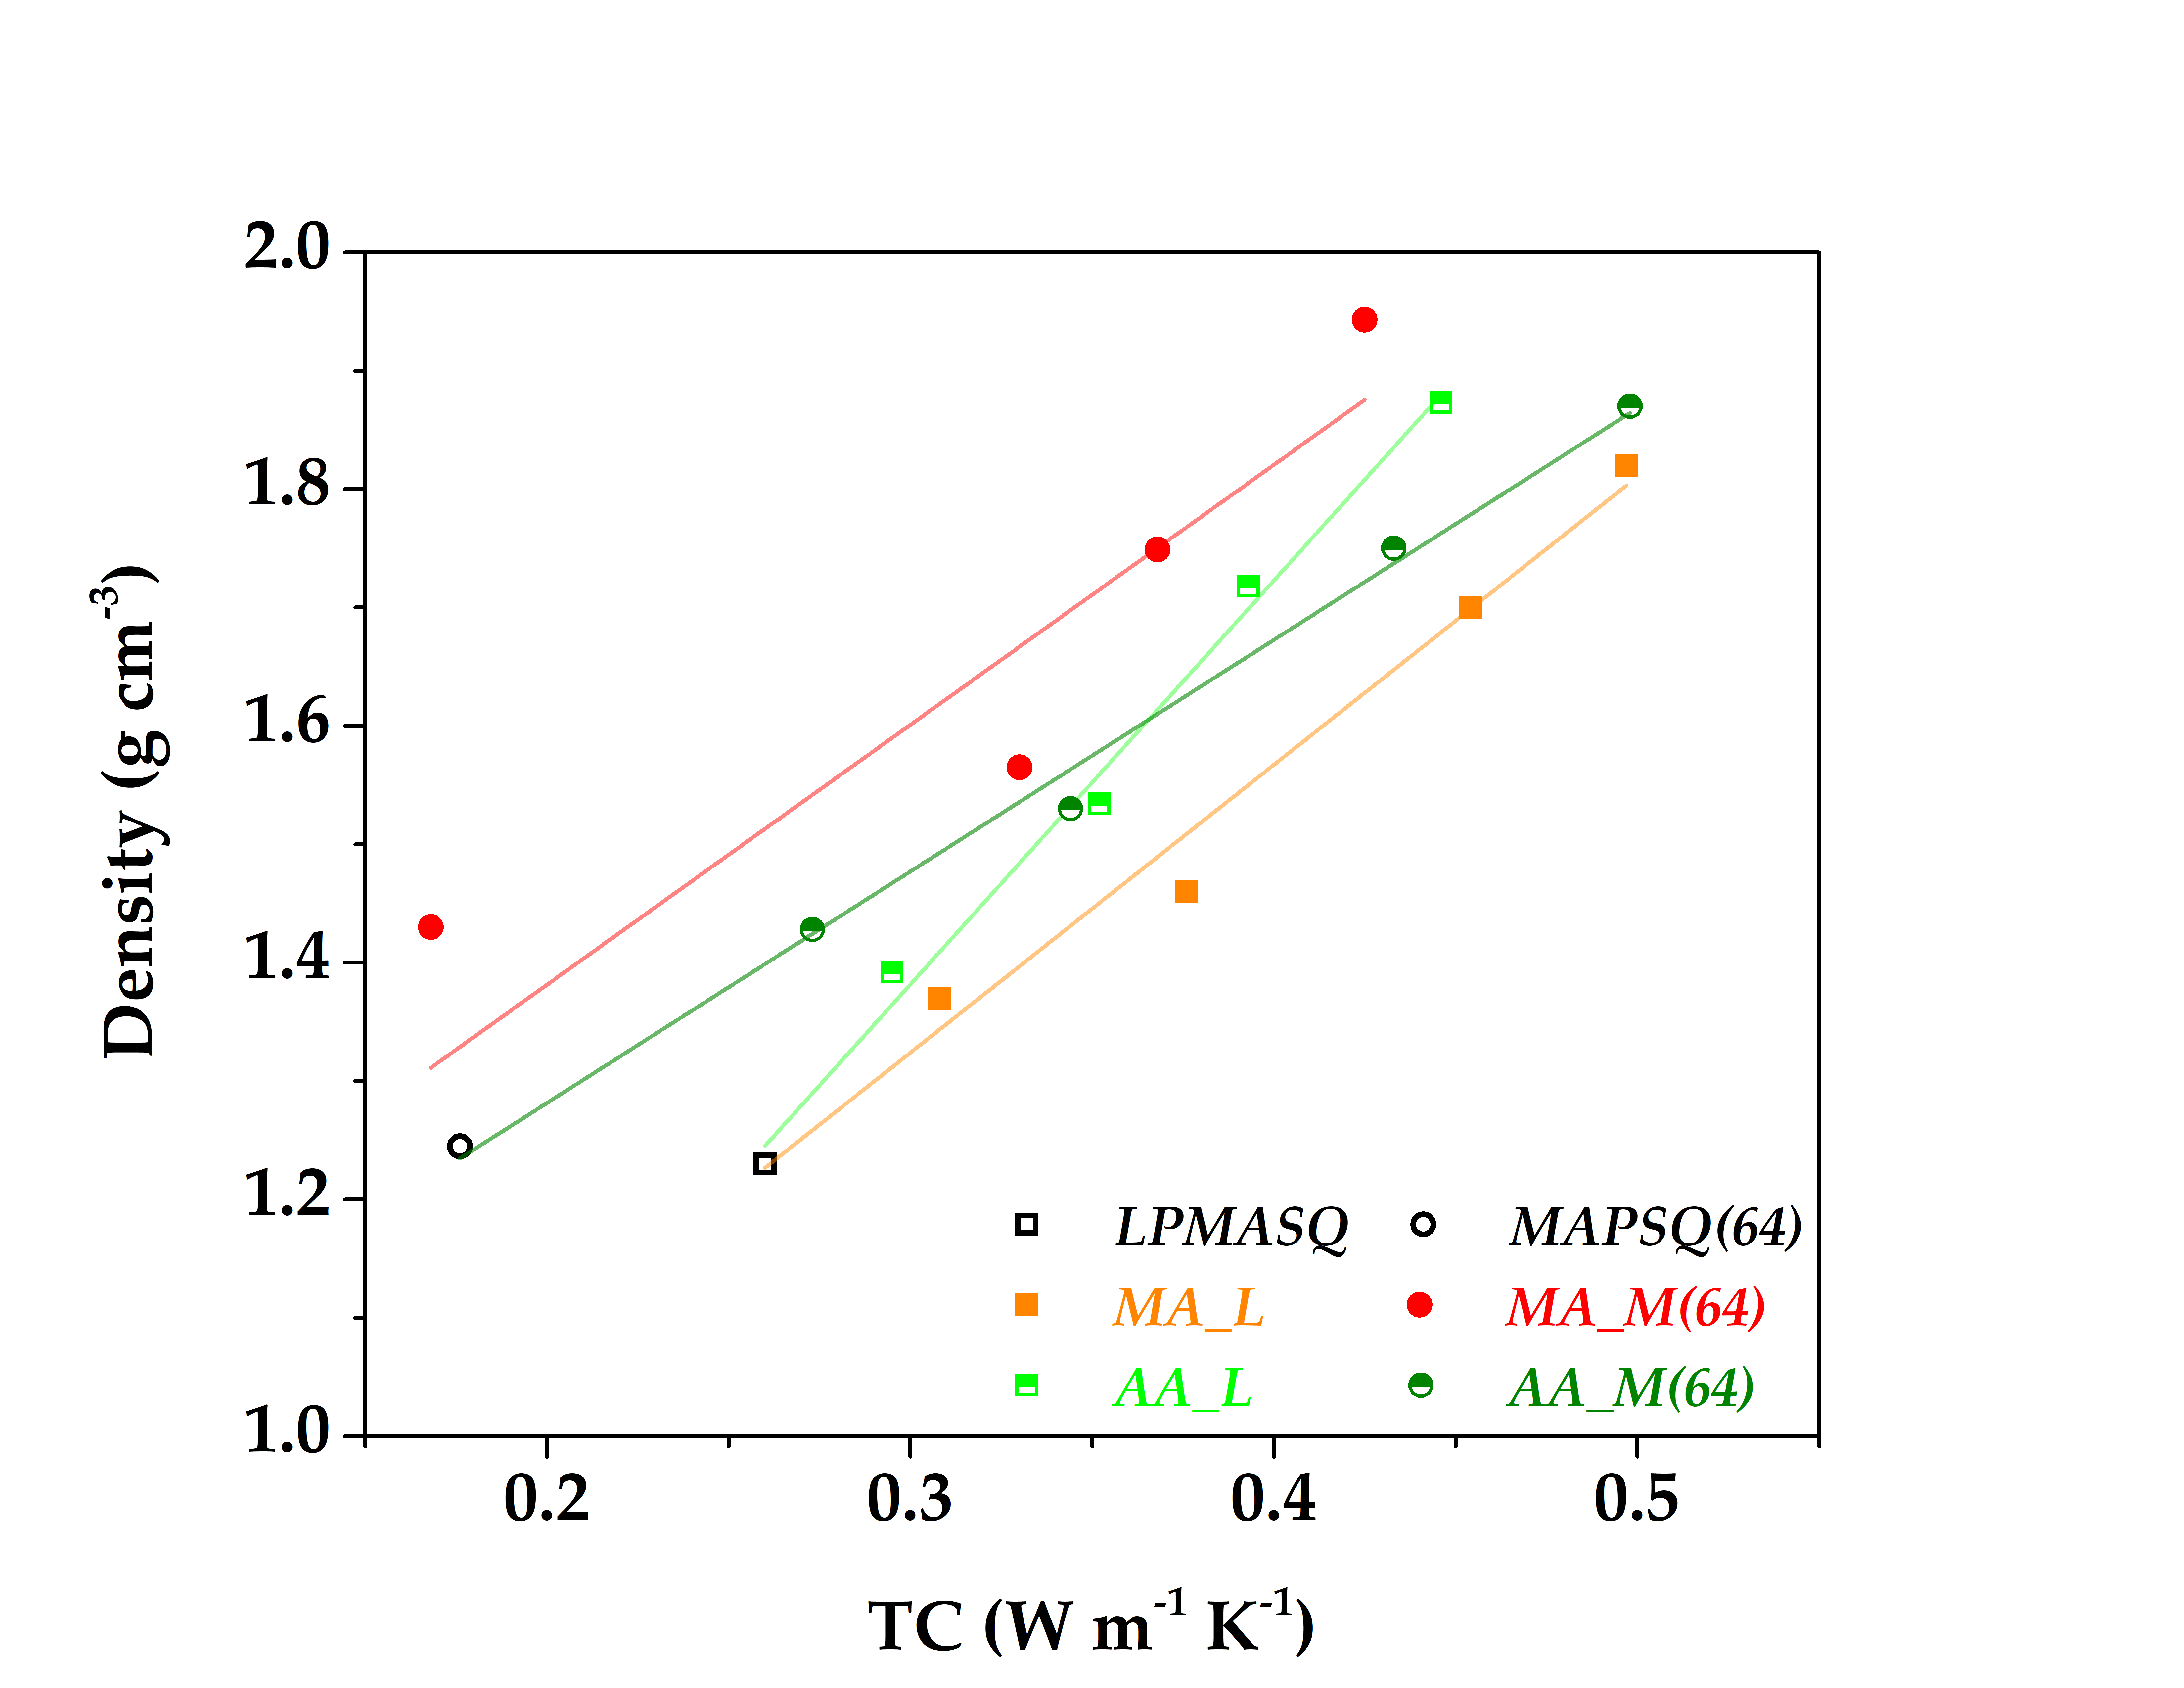 2.0
1.8
1.6
1.4
1.2
1.0
Density (g cm-3)
LPMASQ MAPSQ(64)
MA_L MA_M(64)
AA_L AA_M(64)
0.2 0.3 0.4 0.5
TC (W m-1 K-1)